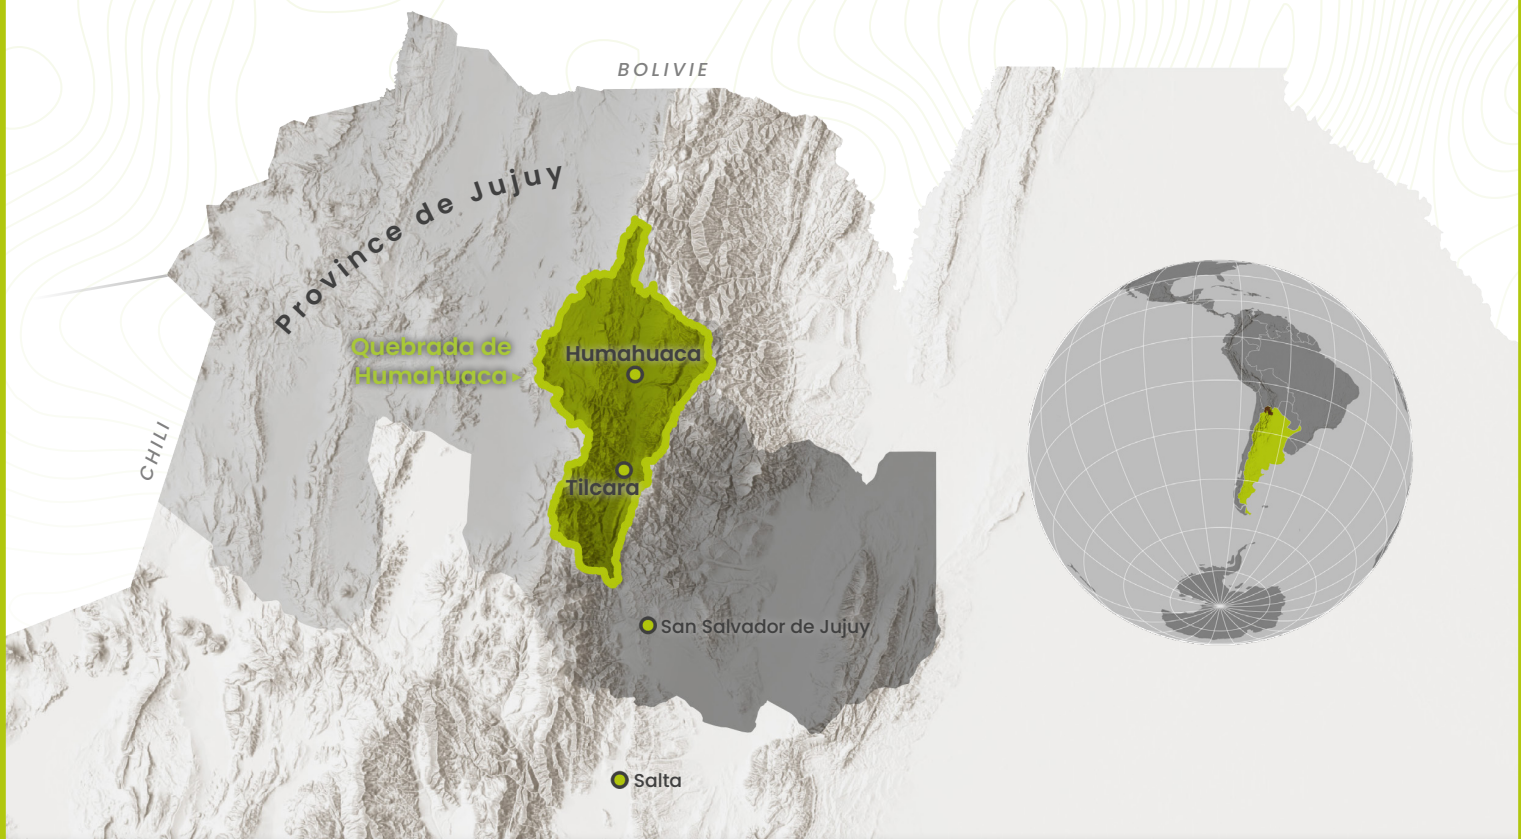 BOLIVIE
Province de Jujuy
Quebrada de
Humahuaca
Humahuaca
CHILI
Tilcara
San Salvador de Jujuy
Salta